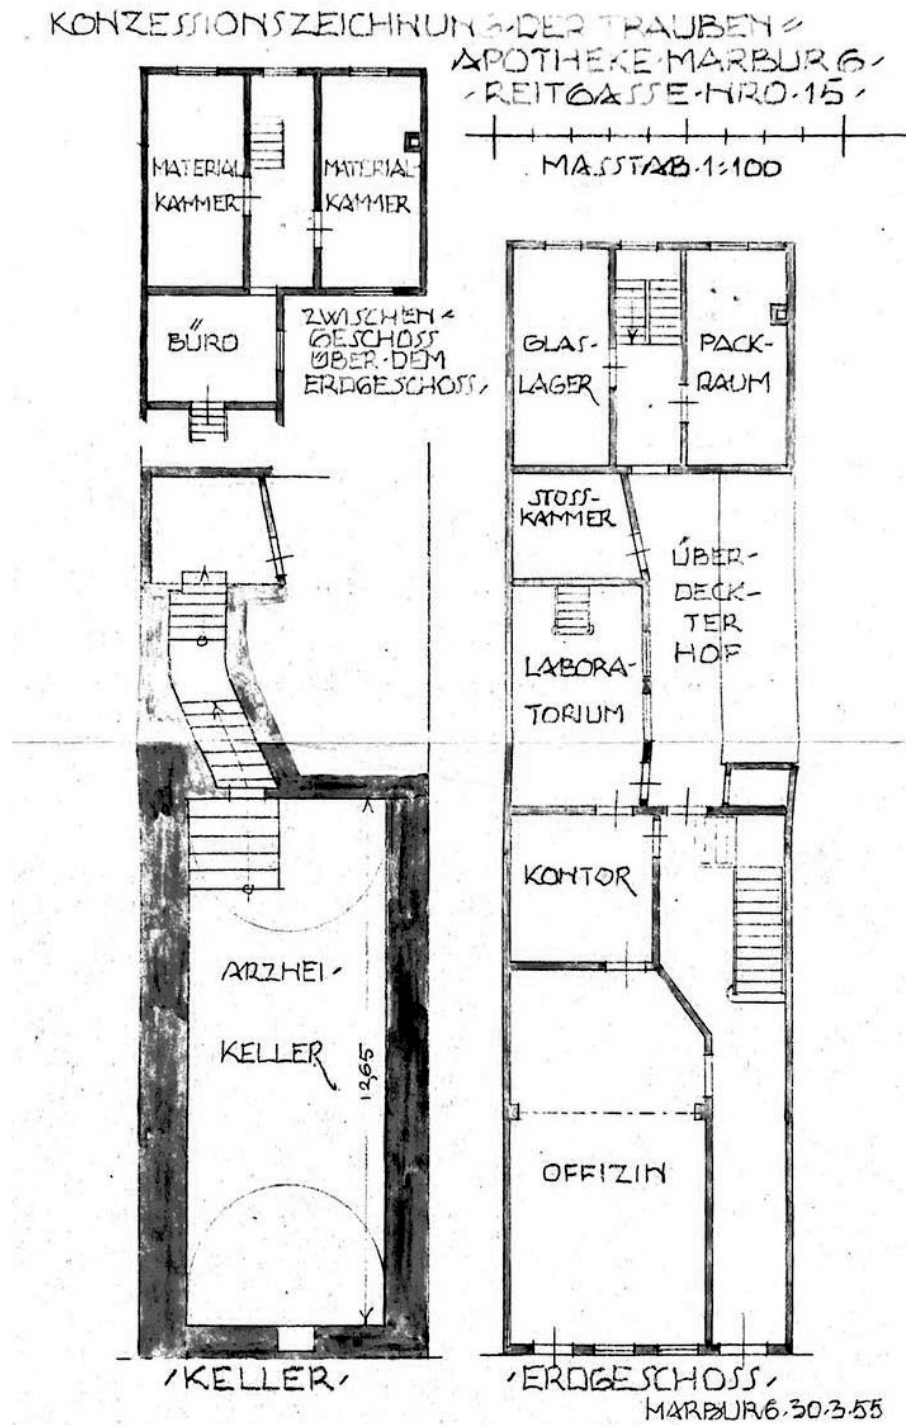 KONZESSIONSZEICHNUNG·DER TRAUBEN=
APOTHEKE·MARBURG·
·REITGASSE·NRO·15·
MASSTAB·1:100
MATERIAL
KAMMER
MATERIAL-
KAMMER
BÜRO
ZWISCHEN-
GESCHOSS
ÜBER·DEM
ERDGESCHOSS·
GLAS-
LAGER
PACK-
RAUM
STOSS-
KAMMER
ÜBER-
DECK-
TER
HOF
LABORA-
TORIUM
KONTOR
ARZNEI-
KELLER
12,65
OFFIZIN
·KELLER·
·ERDGESCHOSS·
MARBURG·30·3·55